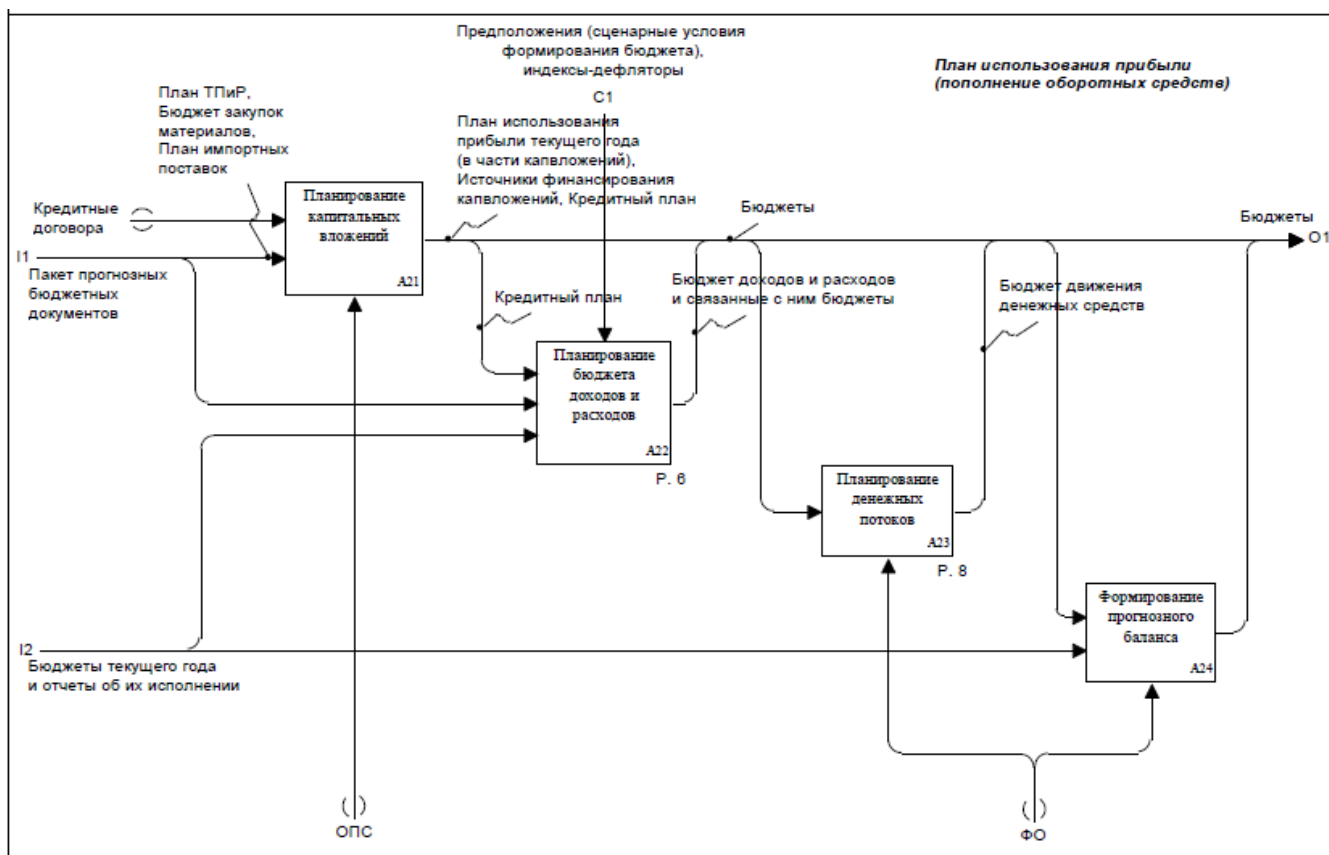 Предположения (сценарные условия
формирования бюджета),
индексы-дефляторы
C1
План использования прибыли
(пополнение оборотных средств)
План ТПиР,
Бюджет закупок
материалов,
План импортных
поставок
План использования
прибыли текущего года
(в части капвложений),
Источники финансирования
капвложений, Кредитный план
Кредитные
договора
I1
Пакет прогнозных
бюджетных
документов
Планирование
капитальных
вложений
A21
Бюджеты
Бюджеты
O1
Кредитный план
Бюджет доходов и расходов
и связанные с ним бюджеты
Бюджет движения
денежных средств
Планирование
бюджета
доходов и
расходов
A22
Р. 6
Планирование
денежных
потоков
A23
Р. 8
Формирование
прогнозного
баланса
A24
I2
Бюджеты текущего года
и отчеты об их исполнении
ОПС
ФО